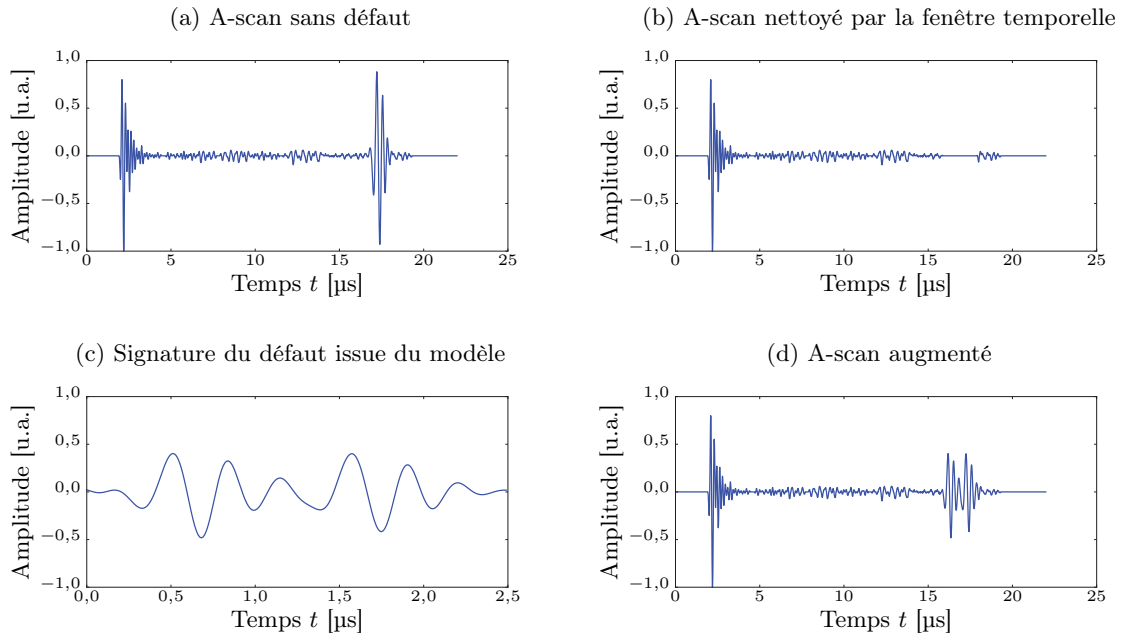 (a) A-scan sans défaut
1,0
0,5
0,0
−0,5
−1,0
0 5 10 15 20 25
Amplitude [u.a.]
Temps t [µs]
(b) A-scan nettoyé par la fenêtre temporelle
1,0
0,5
0,0
−0,5
−1,0
0 5 10 15 20 25
Amplitude [u.a.]
Temps t [µs]
(c) Signature du défaut issue du modèle
1,0
0,5
0,0
−0,5
−1,0
0,0 0,5 1,0 1,5 2,0 2,5
Amplitude [u.a.]
Temps t [µs]
(d) A-scan augmenté
1,0
0,5
0,0
−0,5
−1,0
0 5 10 15 20 25
Amplitude [u.a.]
Temps t [µs]